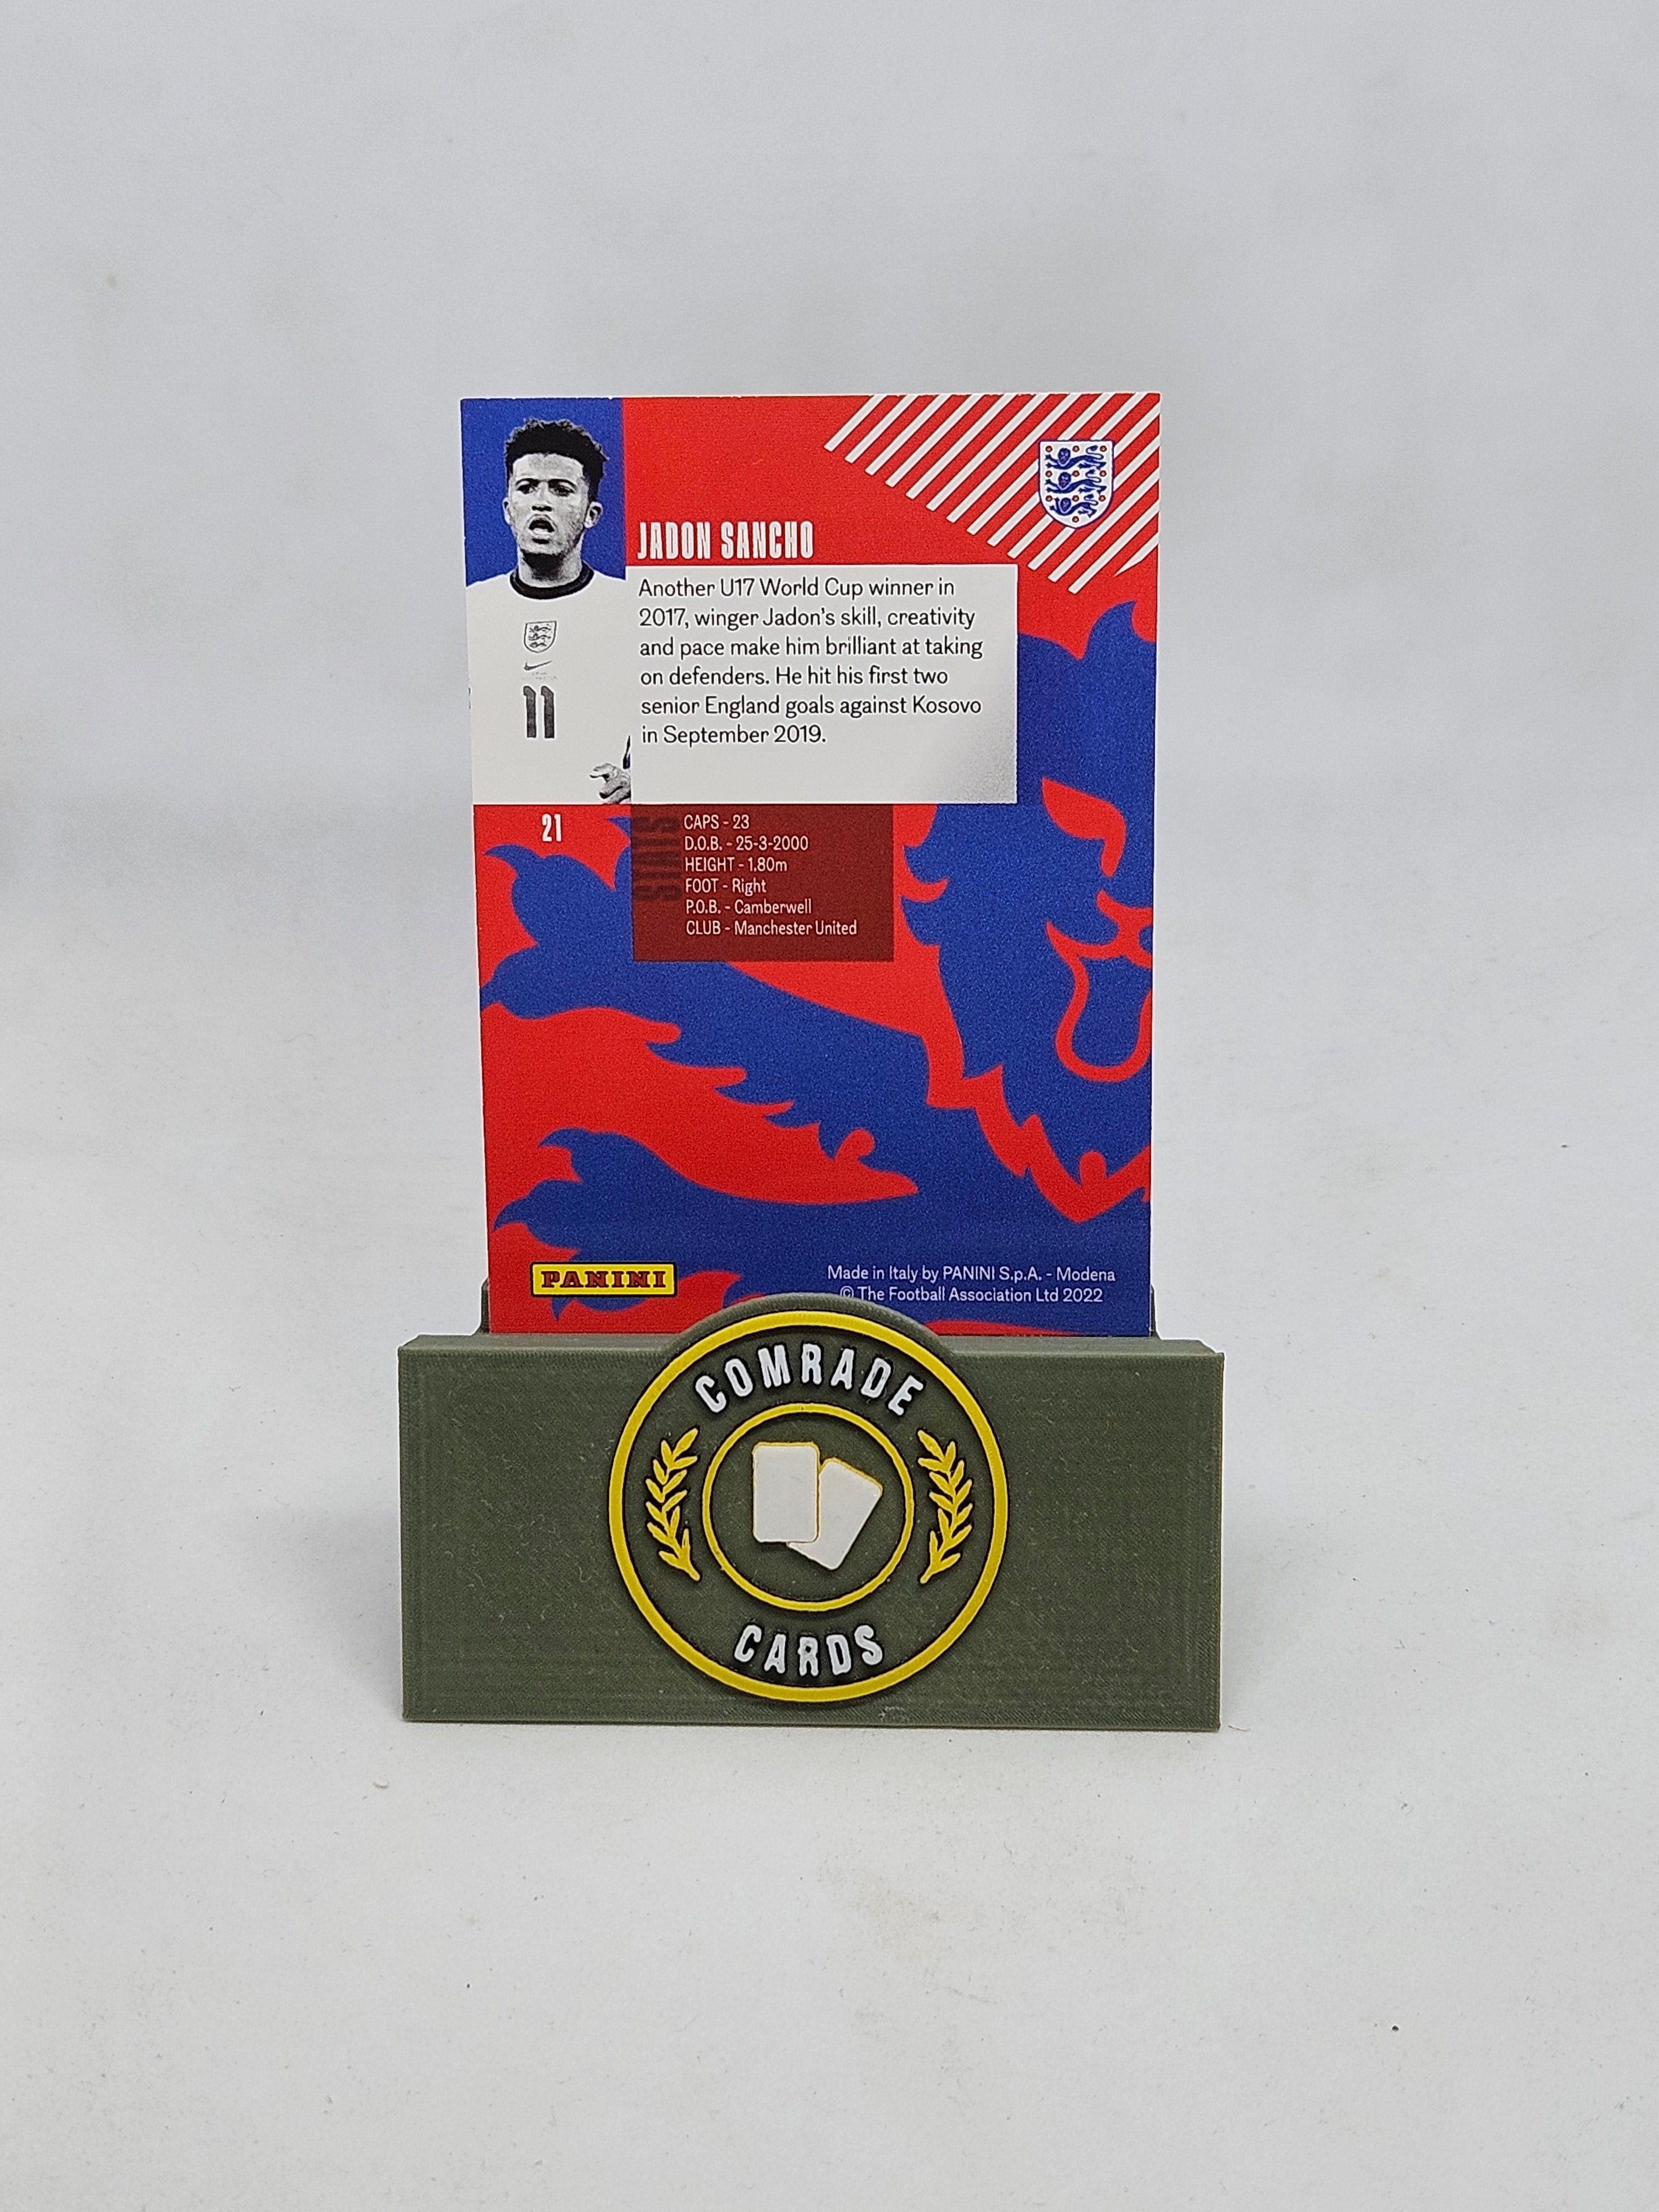 JADON SANCHO
Another U17 World Cup winner in
2017, winger Jadon's skill, creativity
and pace make him brilliant at taking
on defenders. He hit his first two
senior England goals against Kosovo
in September 2019.
11
21
STATS
CAPS - 23
D.O.B. - 25-3-2000
HEIGHT - 1.80m
FOOT - Right
P.O.B. - Camberwell
CLUB - Manchester United
PANINI
Made in Italy by PANINI S.p.A. - Modena
© The Football Association Ltd 2022
COMRADE
CARDS